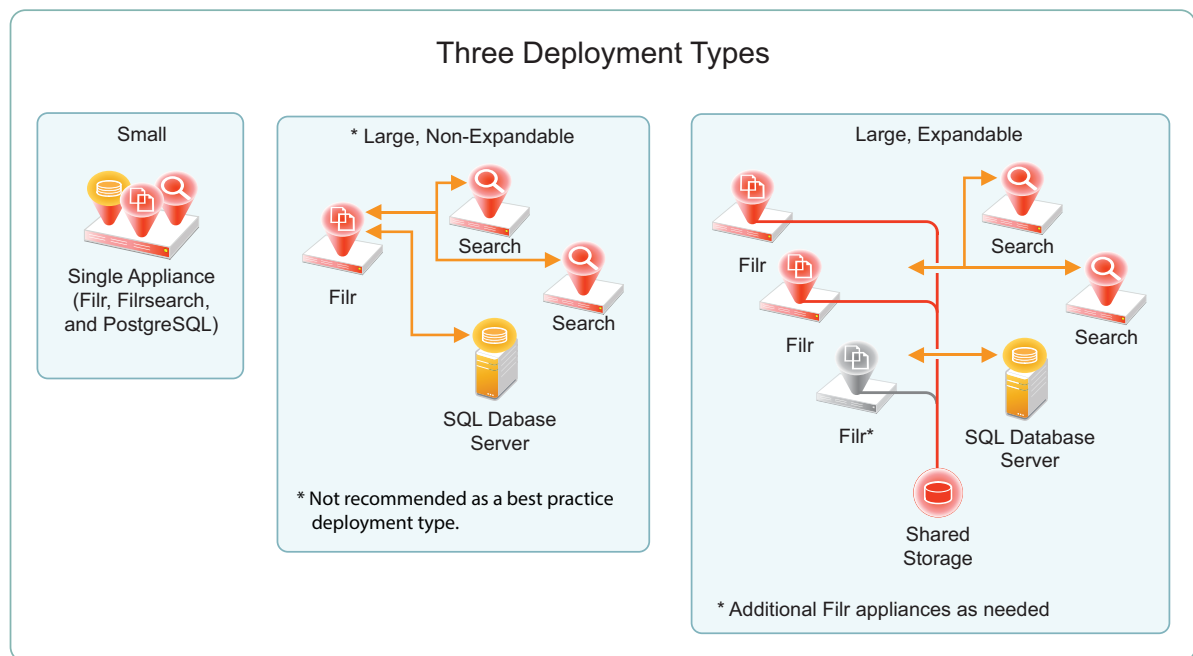 Three Deployment Types
Small
Single Appliance
(Filr, Filrsearch,
and PostgreSQL)
* Large, Non-Expandable
Search
Filr
Search
SQL Dabase
Server
* Not recommended as a best practice
deployment type.
Large, Expandable
Search
Filr
Search
Filr
Filr*
SQL Database
Server
Shared
Storage
* Additional Filr appliances as needed